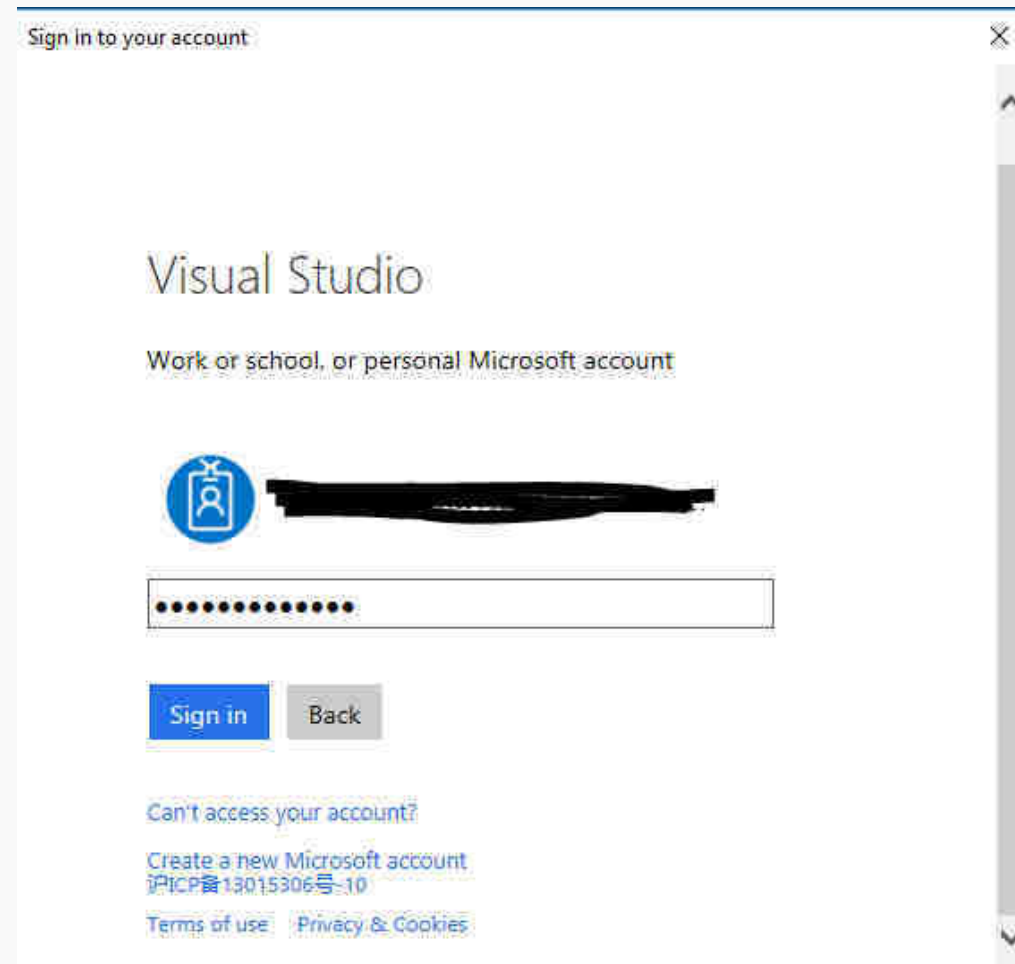 Sign in to your account
Visual Studio
Work or school, or personal Microsoft account
•••••••••••••
Sign in Back
Can't access your account?
Create a new Microsoft account
沪ICP备13015306号-10
Terms of use Privacy & Cookies